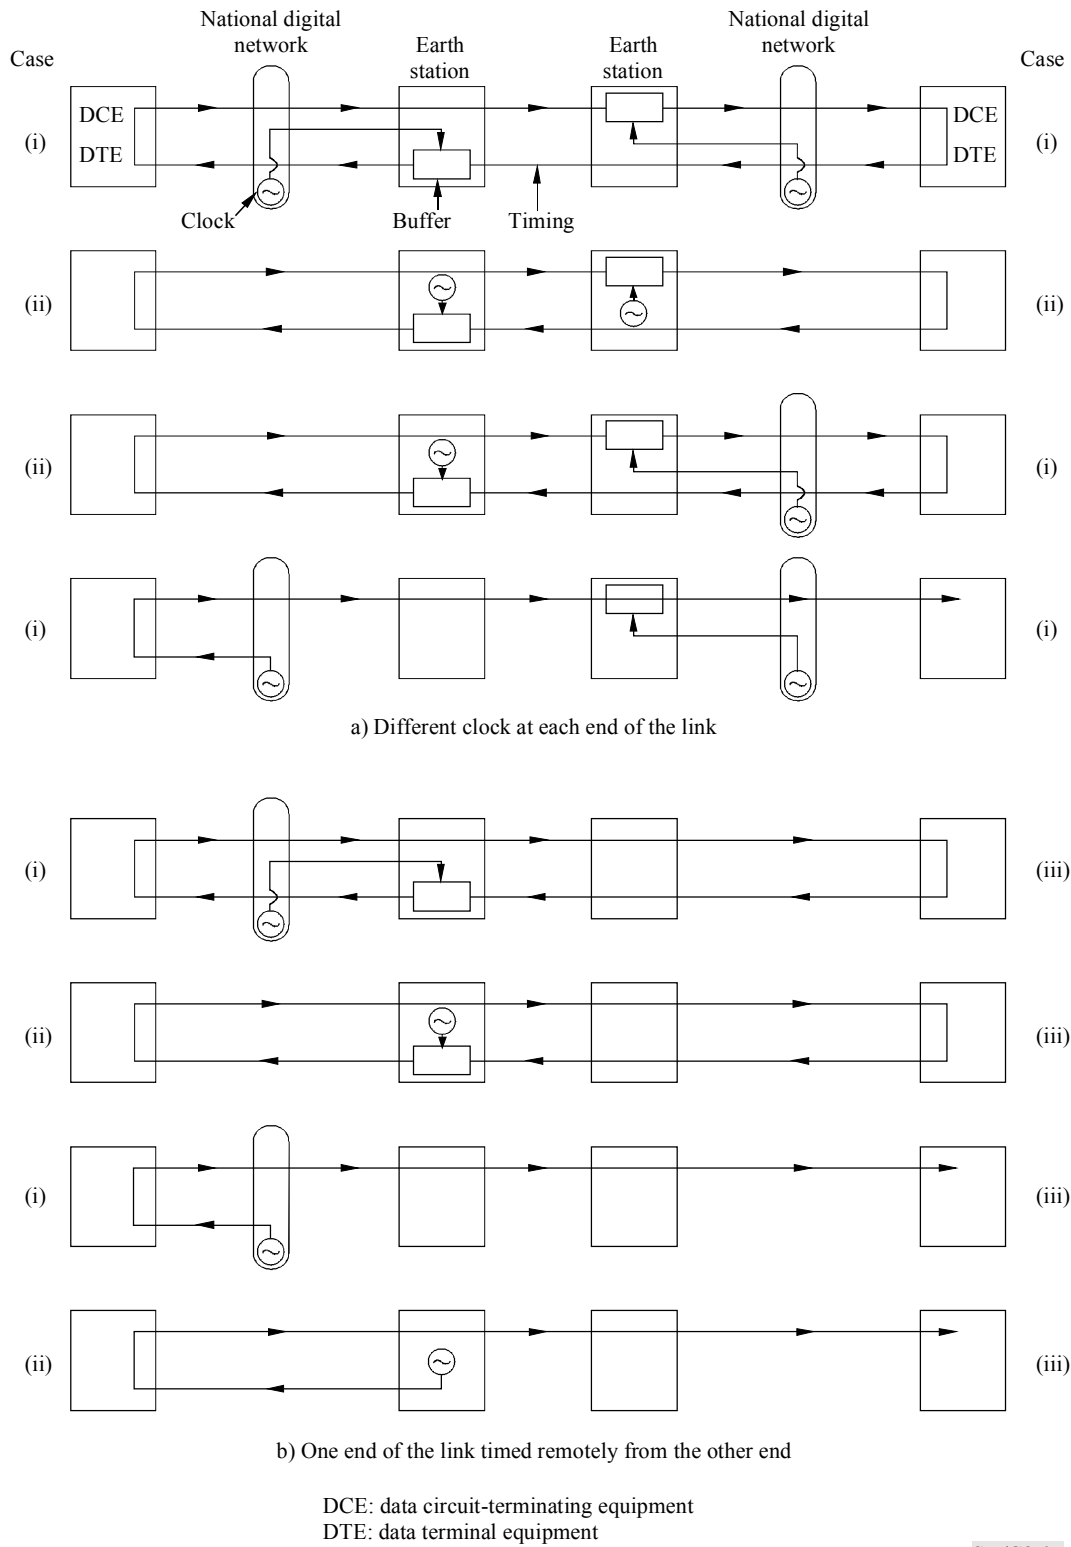 National digital network
National digital network
Earth station
Earth station
Case
Case
DCE
DTE
DCE
DTE
(i)
(i)
Clock
Buffer
Timing
(ii)
(ii)
(ii)
(i)
(i)
(i)
a) Different clock at each end of the link
(i)
(iii)
(ii)
(iii)
(i)
(iii)
(ii)
(iii)
b) One end of the link timed remotely from the other end
DCE: data circuit-terminating equipment
DTE: data terminal equipment